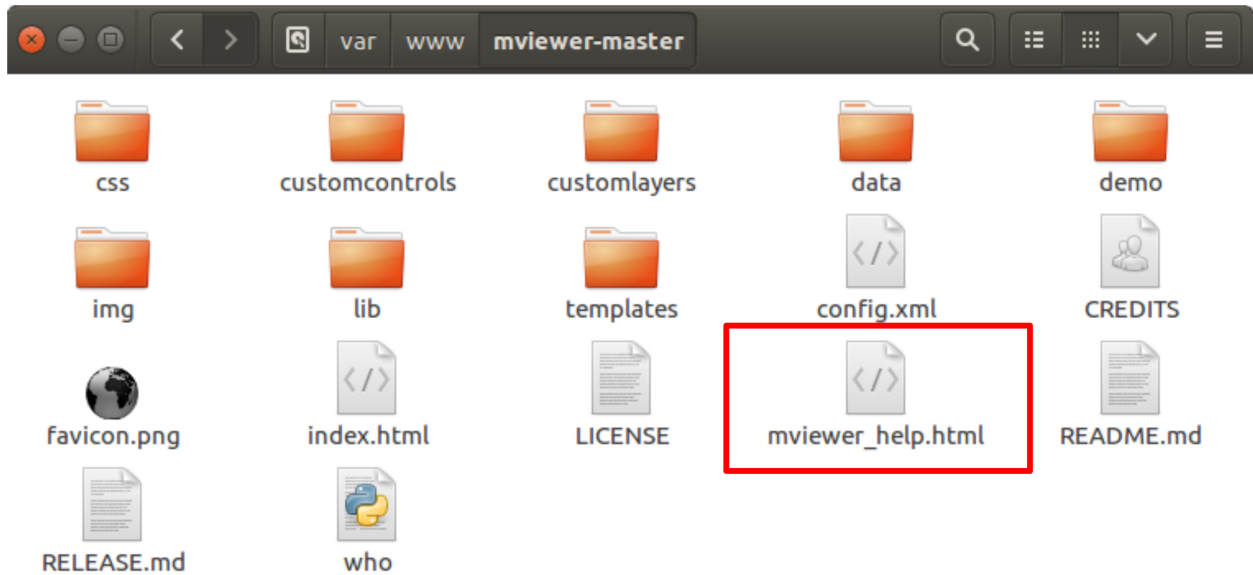 var www mviewer-master
css customcontrols customlayers data demo
img lib templates config.xml CREDITS
favicon.png index.html LICENSE mviewer_help.html README.md
RELEASE.md who